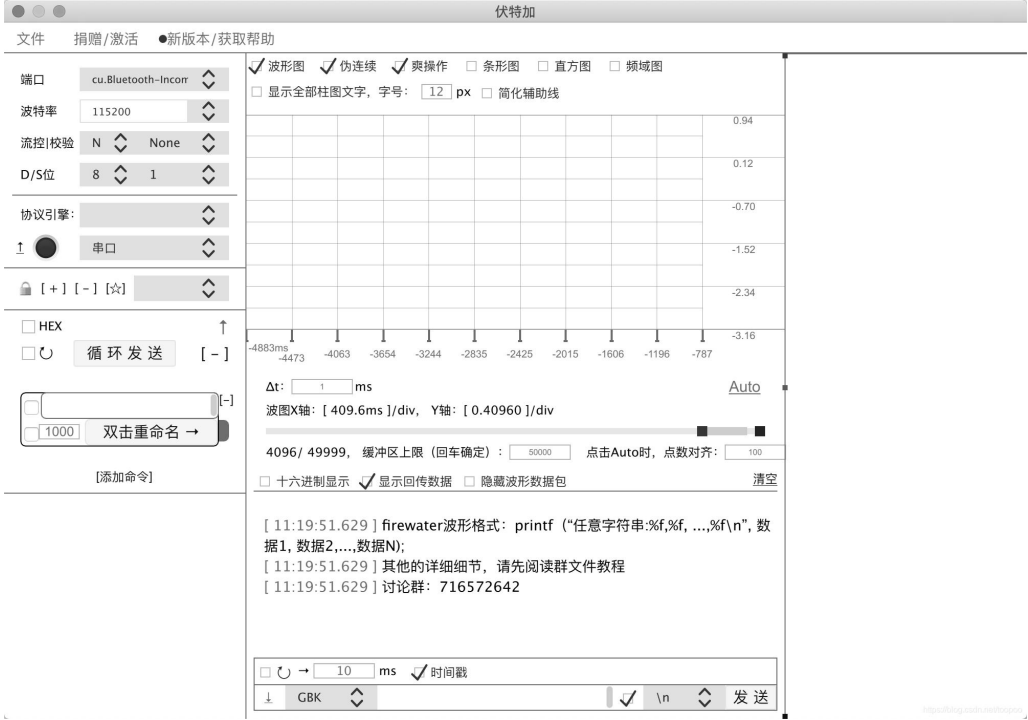 伏特加
文件 捐赠/激活 ●新版本/获取帮助
端口 cu.Bluetooth-Incom
波特率 115200
流控|校验 N None
D/S位 8 1
协议引擎:
↥ 串口
[ + ] [ - ] [☆]
HEX ↑
循环发送 [ - ]
[-]
1000 双击重命名 →
[添加命令]
波形图 伪连续 爽操作 条形图 直方图 频域图
显示全部柱图文字, 字号: 12 px 简化辅助线
0.94
0.12
-0.70
-1.52
-2.34
-3.16
-4883ms -4473 -4063 -3654 -3244 -2835 -2425 -2015 -1606 -1196 -787
Δt: 1 ms Auto
波图X轴: [ 409.6ms ]/div, Y轴: [ 0.40960 ]/div
4096/ 49999, 缓冲区上限（回车确定）: 50000 点击Auto时, 点数对齐: 100
十六进制显示 显示回传数据 隐藏波形数据包 清空
[ 11:19:51.629 ] firewater波形格式: printf（“任意字符串:%f,%f, ...,%f\n”, 数
据1, 数据2,...,数据N);
[ 11:19:51.629 ] 其他的详细细节, 请先阅读群文件教程
[ 11:19:51.629 ] 讨论群: 716572642
→ 10 ms 时间戳
↓ GBK \n 发送